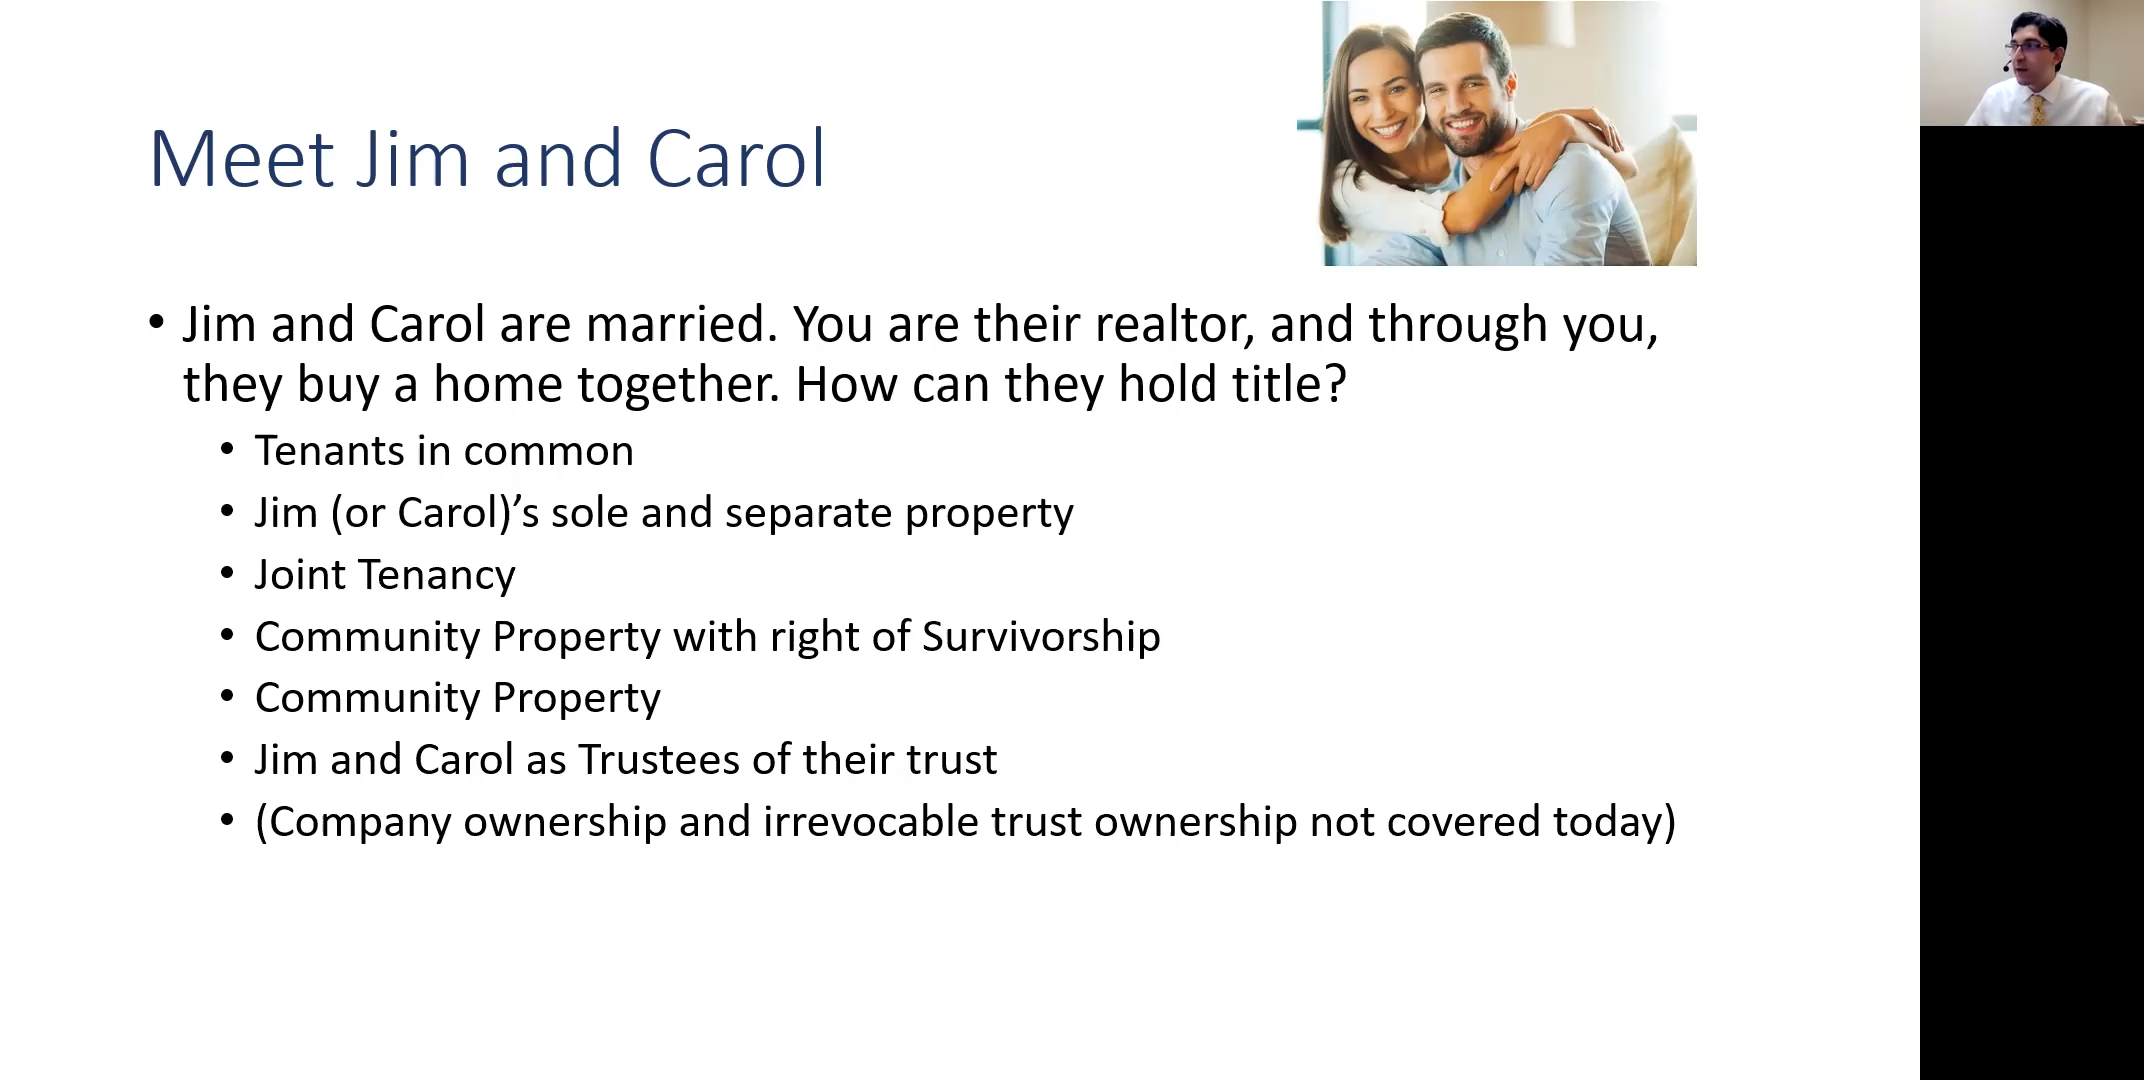 Meet Jim and Carol
• Jim and Carol are married. You are their realtor, and through you,
they buy a home together. How can they hold title?
• Tenants in common
• Jim (or Carol)’s sole and separate property
• Joint Tenancy
• Community Property with right of Survivorship
• Community Property
• Jim and Carol as Trustees of their trust
• (Company ownership and irrevocable trust ownership not covered today)